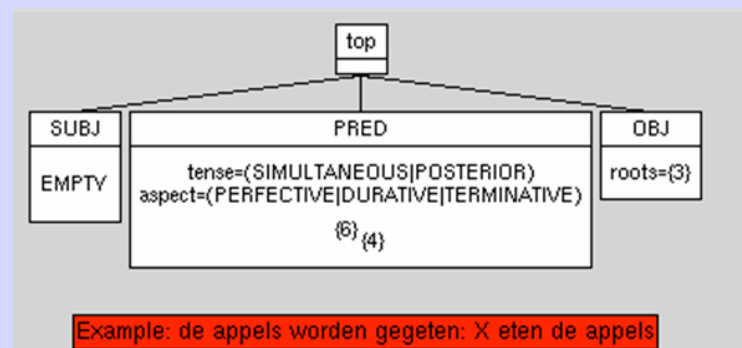 top
SUBJ
EMPTY
PRED
tense=(SIMULTANEOUS|POSTERIOR)
aspect=(PERFECTIVE|DURATIVE|TERMINATIVE)
{6}
{4}
OBJ
roots={3}
Example: de appels worden gegeten: X eten de appels